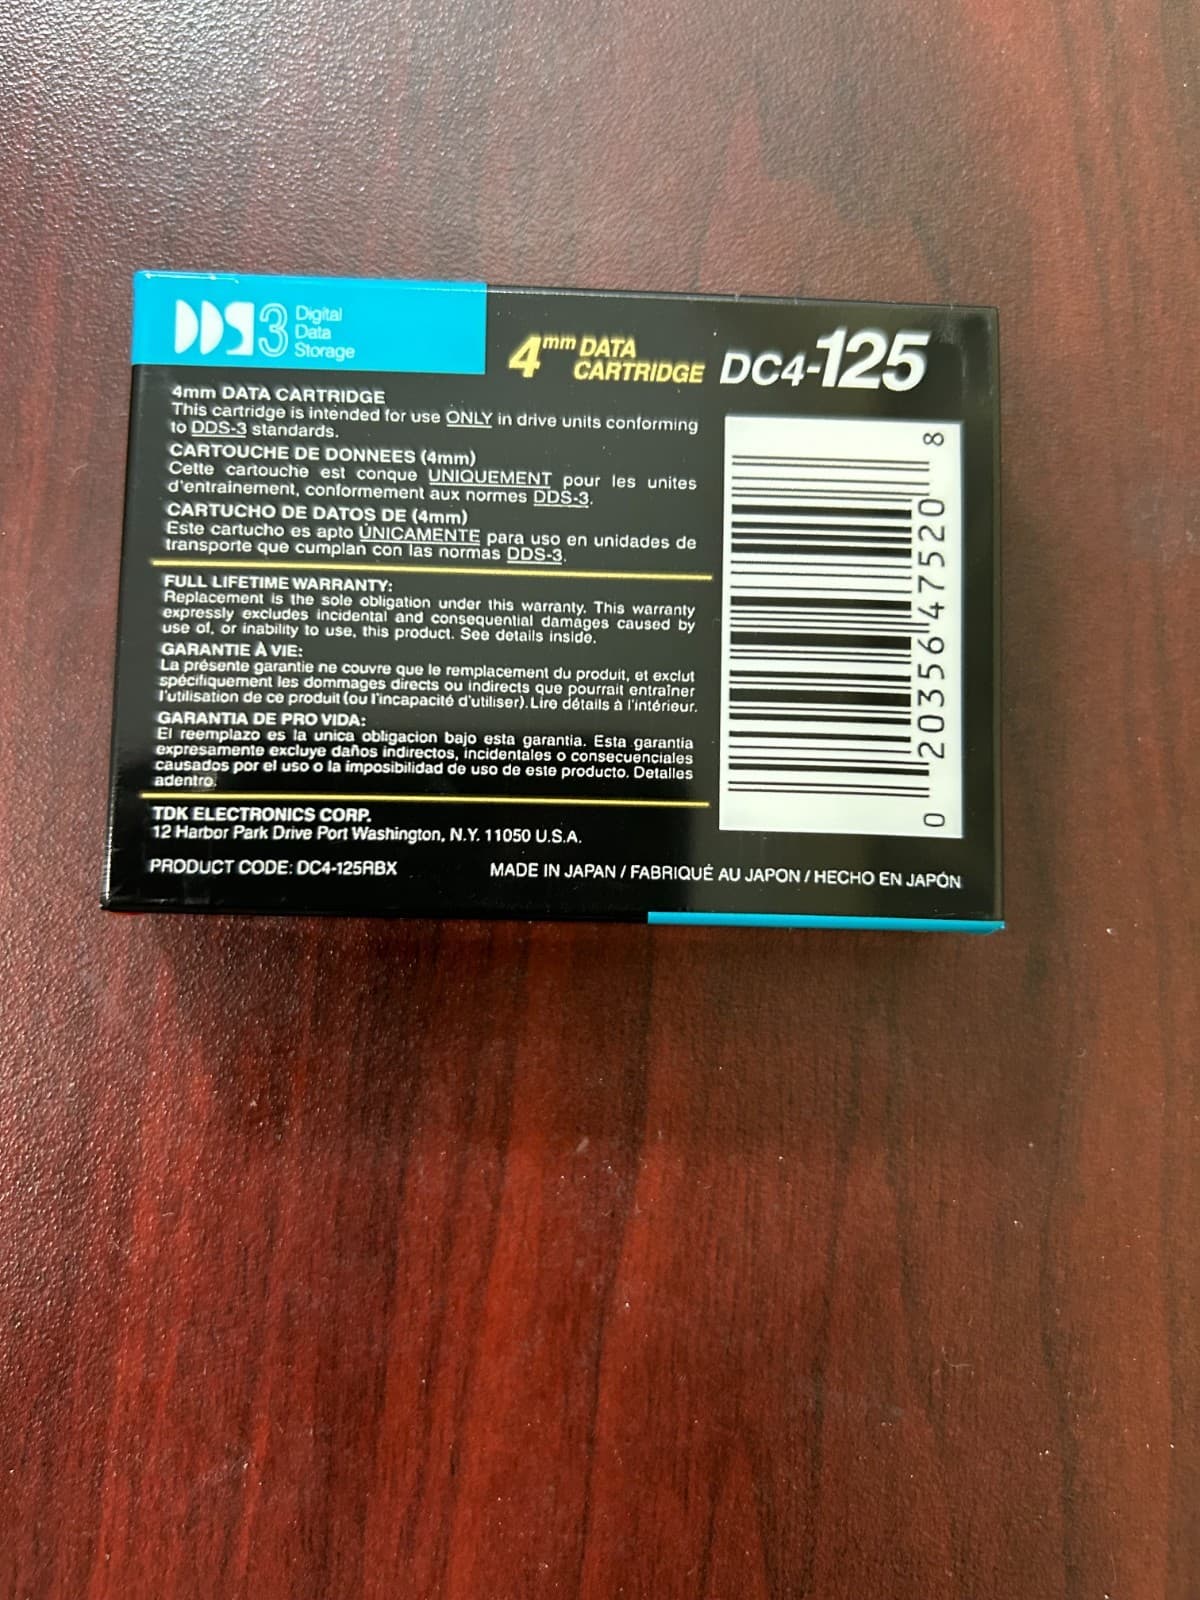 DDS3 Digital
Data
Storage
4mm DATA
CARTRIDGE DC4-125
4mm DATA CARTRIDGE
This cartridge is intended for use ONLY in drive units conforming
to DDS-3 standards.
CARTOUCHE DE DONNEES (4mm)
Cette cartouche est conque UNIQUEMENT pour les unites
d'entrainement, conformement aux normes DDS-3.
CARTUCHO DE DATOS DE (4mm)
Este cartucho es apto ÚNICAMENTE para uso en unidades de
transporte que cumplan con las normas DDS-3.
FULL LIFETIME WARRANTY:
Replacement is the sole obligation under this warranty. This warranty
expressly excludes incidental and consequential damages caused by
use of, or inability to use, this product. See details inside.
GARANTIE À VIE:
La présente garantie ne couvre que le remplacement du produit, et exclut
spécifiquement les dommages directs ou indirects que pourrait entraîner
l'utilisation de ce produit (ou l'incapacité d'utiliser). Lire détails à l'intérieur.
GARANTIA DE PRO VIDA:
El reemplazo es la unica obligacion bajo esta garantia. Esta garantia
expresamente excluye daños indirectos, incidentales o consecuenciales
causados por el uso o la imposibilidad de uso de este producto. Detalles
adentro.
TDK ELECTRONICS CORP.
12 Harbor Park Drive Port Washington, N.Y. 11050 U.S.A.
PRODUCT CODE: DC4-125RBX
MADE IN JAPAN / FABRIQUÉ AU JAPON / HECHO EN JAPÓN
0 20356 47520 8